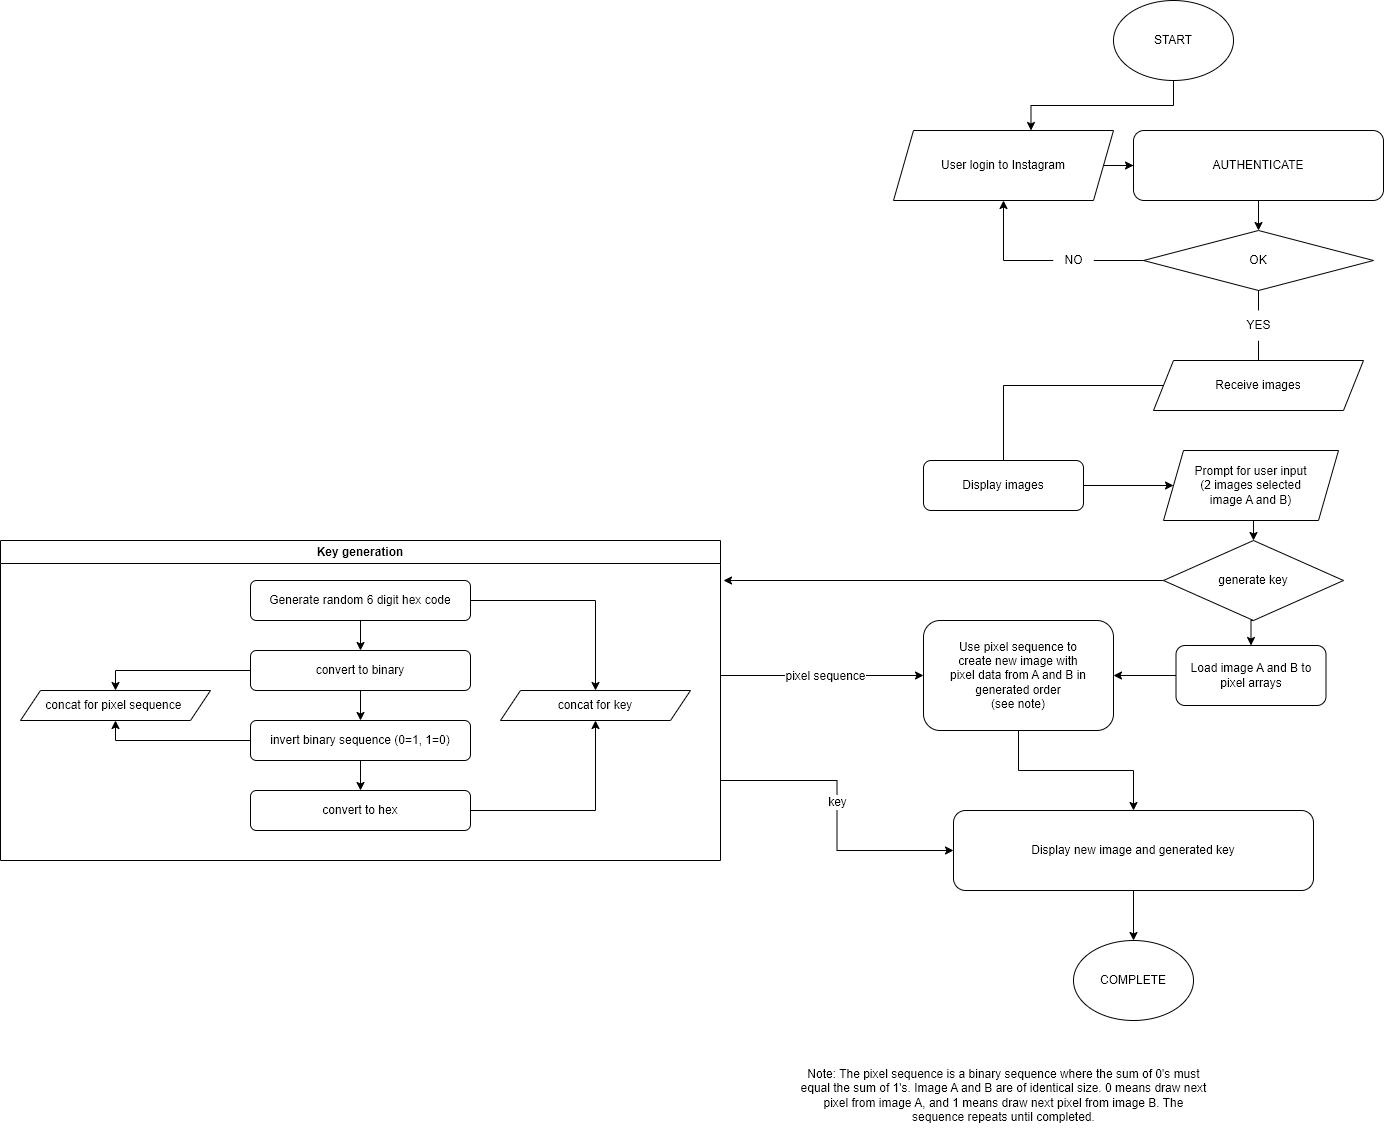 START
User login to Instagram
AUTHENTICATE
NO
OK
YES
Receive images
Display images
Prompt for user input
(2 images selected
image A and B)
generate key
Key generation
Generate random 6 digit hex code
convert to binary
concat for pixel sequence
concat for key
invert binary sequence (0=1, 1=0)
convert to hex
pixel sequence
Use pixel sequence to
create new image with
pixel data from A and B in
generated order
(see note)
Load image A and B to
pixel arrays
key
Display new image and generated key
COMPLETE
Note: The pixel sequence is a binary sequence where the sum of 0's must
equal the sum of 1's. Image A and B are of identical size. 0 means draw next
pixel from image A, and 1 means draw next pixel from image B. The
sequence repeats until completed.